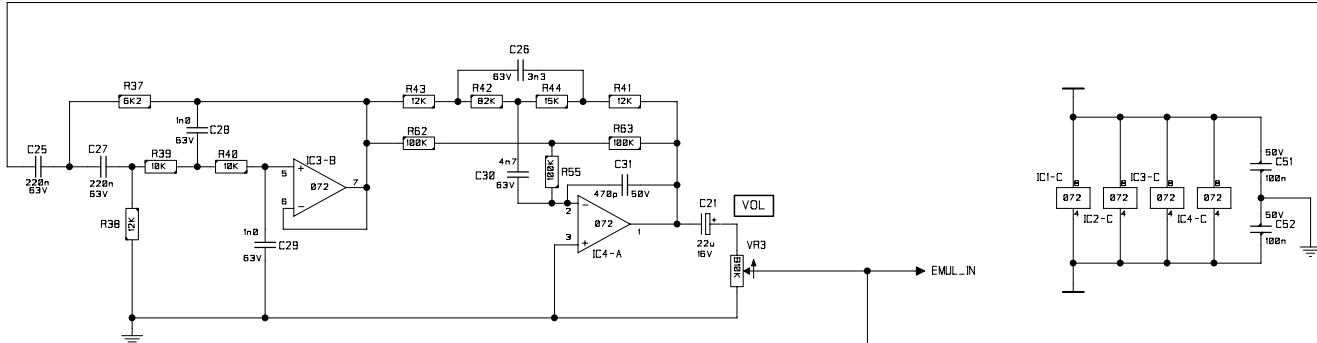 C26
63V 3n3
R37
6K2
R43
12K
R42
82K
R44
15K
R41
12K
1n0
C28
63V
R62
100K
R63
100K
C25
220n
63V
C27
220n
63V
R39
10K
R40
10K
IC3-B
5
+
072
7
6
-
4n7
C30
63V
100K
R55
C31
470p 50V
2
-
072
1
3
+
IC4-A
C21
+
22u
16V
VOL
R38
12K
1n0
C29
63V
VR3
B10K
EMUL_IN
50V
C51
100n
IC1-C
8
IC3-C
8
8
8
072
072
072
072
4
IC2-C
4
4
IC4-C
4
50V
C52
100n